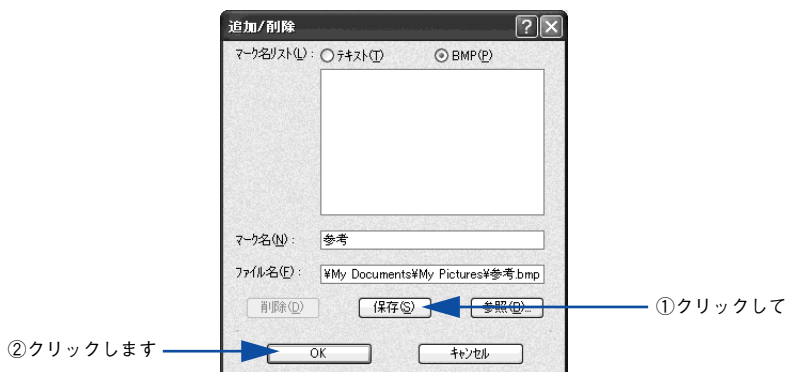 追加/削除
マーク名リスト(L): テキスト(T) BMP(P)
マーク名(N): 参考
ファイル名(F): ¥My Documents¥My Pictures¥参考.bmp
削除(D) 保存(S) 参照(D)... ①クリックして
②クリックします OK キャンセル